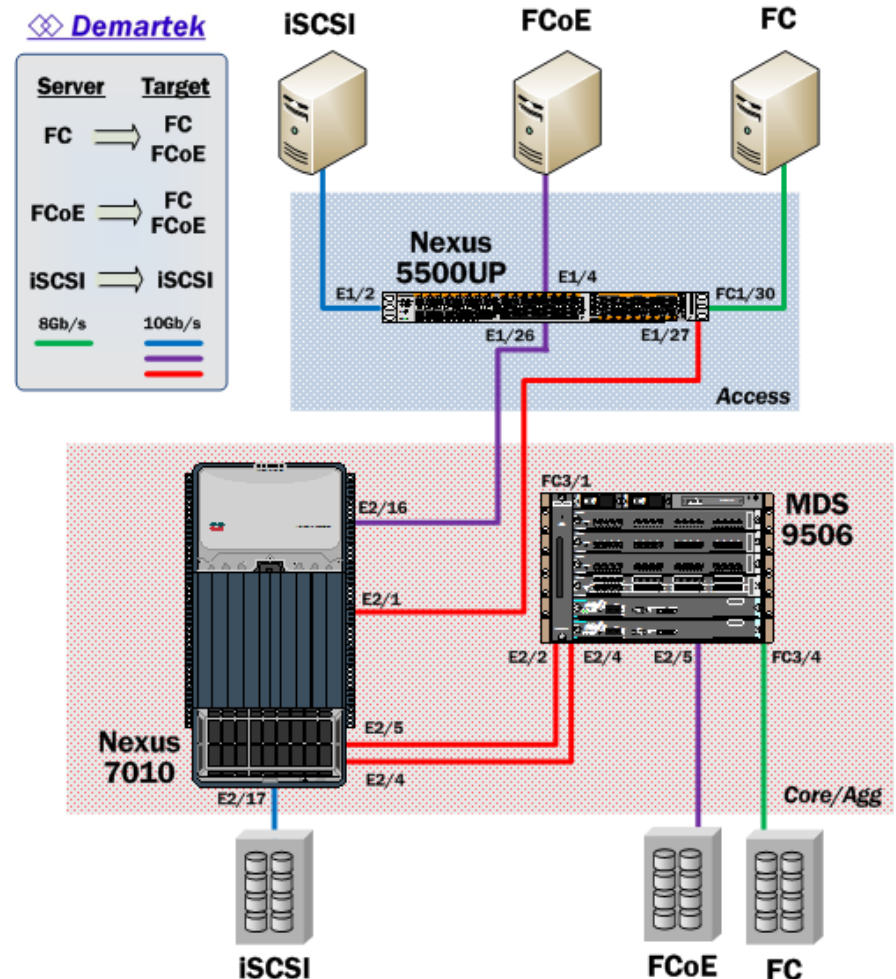 Demartek
Server Target
FC FC
FCoE
FCoE FC
FCoE
iSCSI iSCSI
8Gb/s 10Gb/s
iSCSI
FCoE
FC
Nexus
5500UP
E1/2
E1/4
FC1/30
E1/26
E1/27
Access
E2/16
E2/1
FC3/1
MDS
9506
E2/2
E2/4
E2/5
FC3/4
Nexus
7010
E2/5
E2/4
E2/17
Core/Agg
iSCSI
FCoE
FC